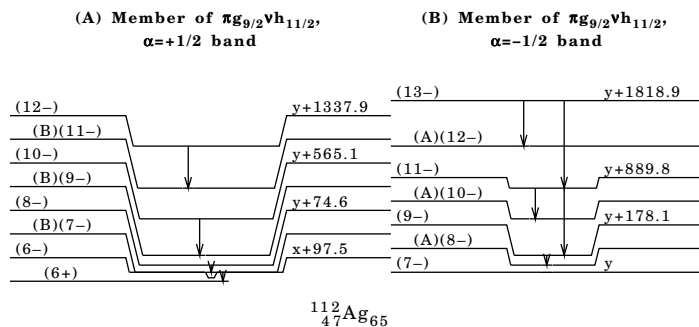 (A) Member of πg9/2νh11/2,
α=+1/2 band
(B) Member of πg9/2νh11/2,
α=−1/2 band
(12−) y+1337.9
(B)(11−)
(10−) y+565.1
(B)(9−)
(8−) y+74.6
(B)(7−)
(6−) x+97.5
(6+)
(13−) y+1818.9
(A)(12−)
(11−) y+889.8
(A)(10−)
(9−) y+178.1
(A)(8−)
(7−) y
112
47Ag65